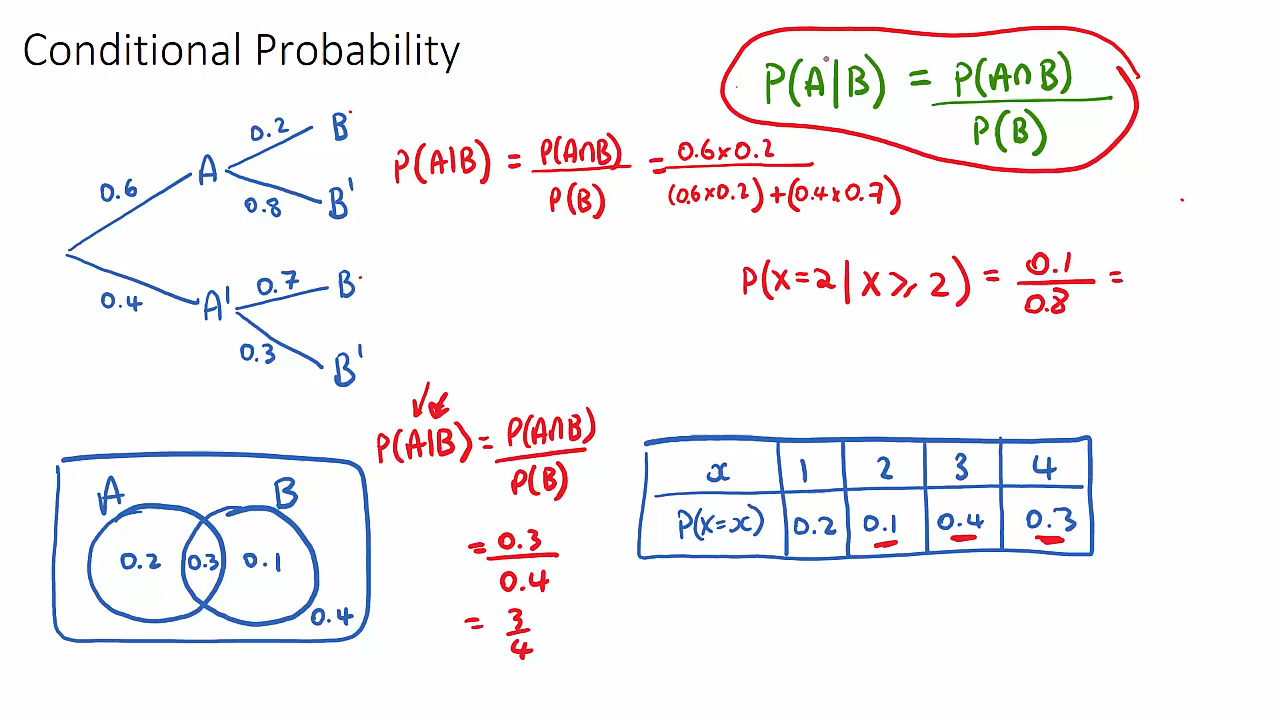 Conditional Probability
P(A|B) = P(A∩B) / P(B)
0.6 A 0.2 B
0.8 B'
0.4 A' 0.7 B
0.3 B'
P(A|B) = P(A∩B) / P(B) = 0.6×0.2 / (0.6×0.2)+(0.4×0.7)
P(X=2|X⩾2) = 0.1 / 0.8 =
P(A|B) = P(A∩B) / P(B)
= 0.3 / 0.4
= 3 / 4
A B
0.2 0.3 0.1
0.4
x 1 2 3 4
P(X=x) 0.2 0.1 0.4 0.3